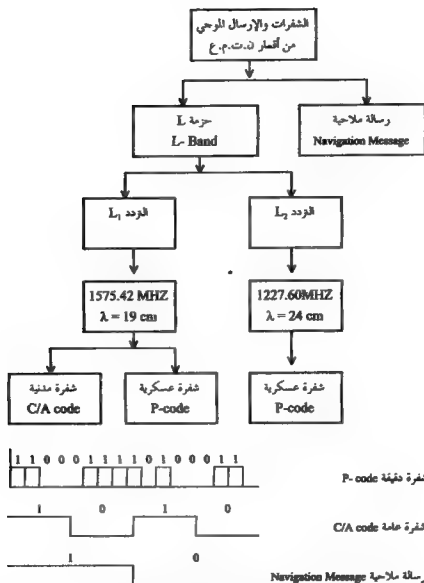 الشفرات والإرسال الموجي
من أقمار ن.ت.م.ع
حزمة L
L- Band
رسالة ملاحية
Navigation Message
التردد L₁
التردد L₂
1575.42 MHZ
λ = 19 cm
1227.60MHZ
λ = 24 cm
شفرة مدنية
C/A code
شفرة عسكرية
P-code
شفرة عسكرية
P-code
1 1 0 0 0 1 1 1 1 0 1 0 0 0 1 1
شفرة دقيقة P- code
1 0 1 0
شفرة عامة C/A code
1 0
رسالة ملاحية Navigation Message